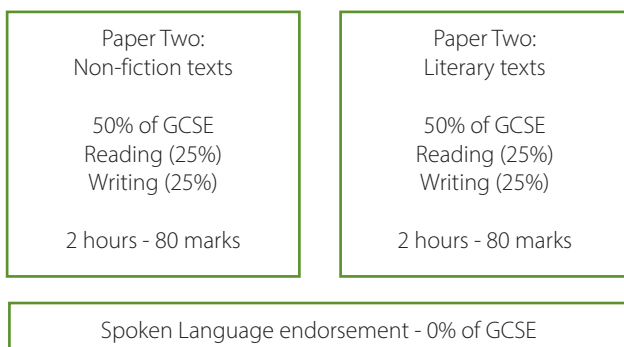 Paper Two:
Non-fiction texts
50% of GCSE
Reading (25%)
Writing (25%)
2 hours - 80 marks
Paper Two:
Literary texts
50% of GCSE
Reading (25%)
Writing (25%)
2 hours - 80 marks
Spoken Language endorsement - 0% of GCSE